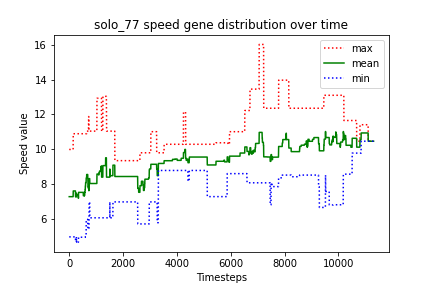 solo_77 speed gene distribution over time
Speed value
16
14
12
10
8
6
max
mean
min
0
2000
4000
6000
8000
10000
Timesteps